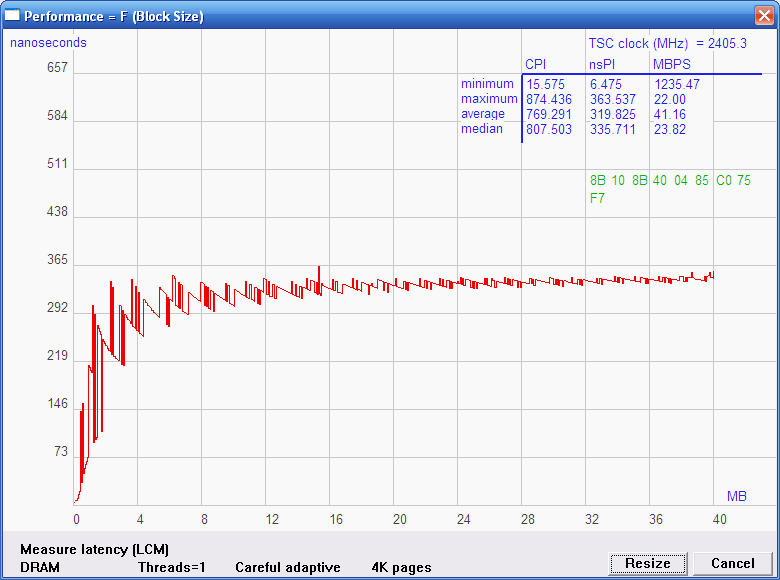 Performance = F (Block Size)
nanoseconds
TSC clock (MHz) = 2405.3
CPI nsPI MBPS
minimum 15.575 6.475 1235.47
maximum 874.436 363.537 22.00
average 769.291 319.825 41.16
median 807.503 335.711 23.82
8B 10 8B 40 04 85 C0 75
F7
657
584
511
438
365
292
219
146
73
MB
0 4 8 12 16 20 24 28 32 36 40
Measure latency (LCM)
DRAM Threads=1 Careful adaptive 4K pages
Resize Cancel